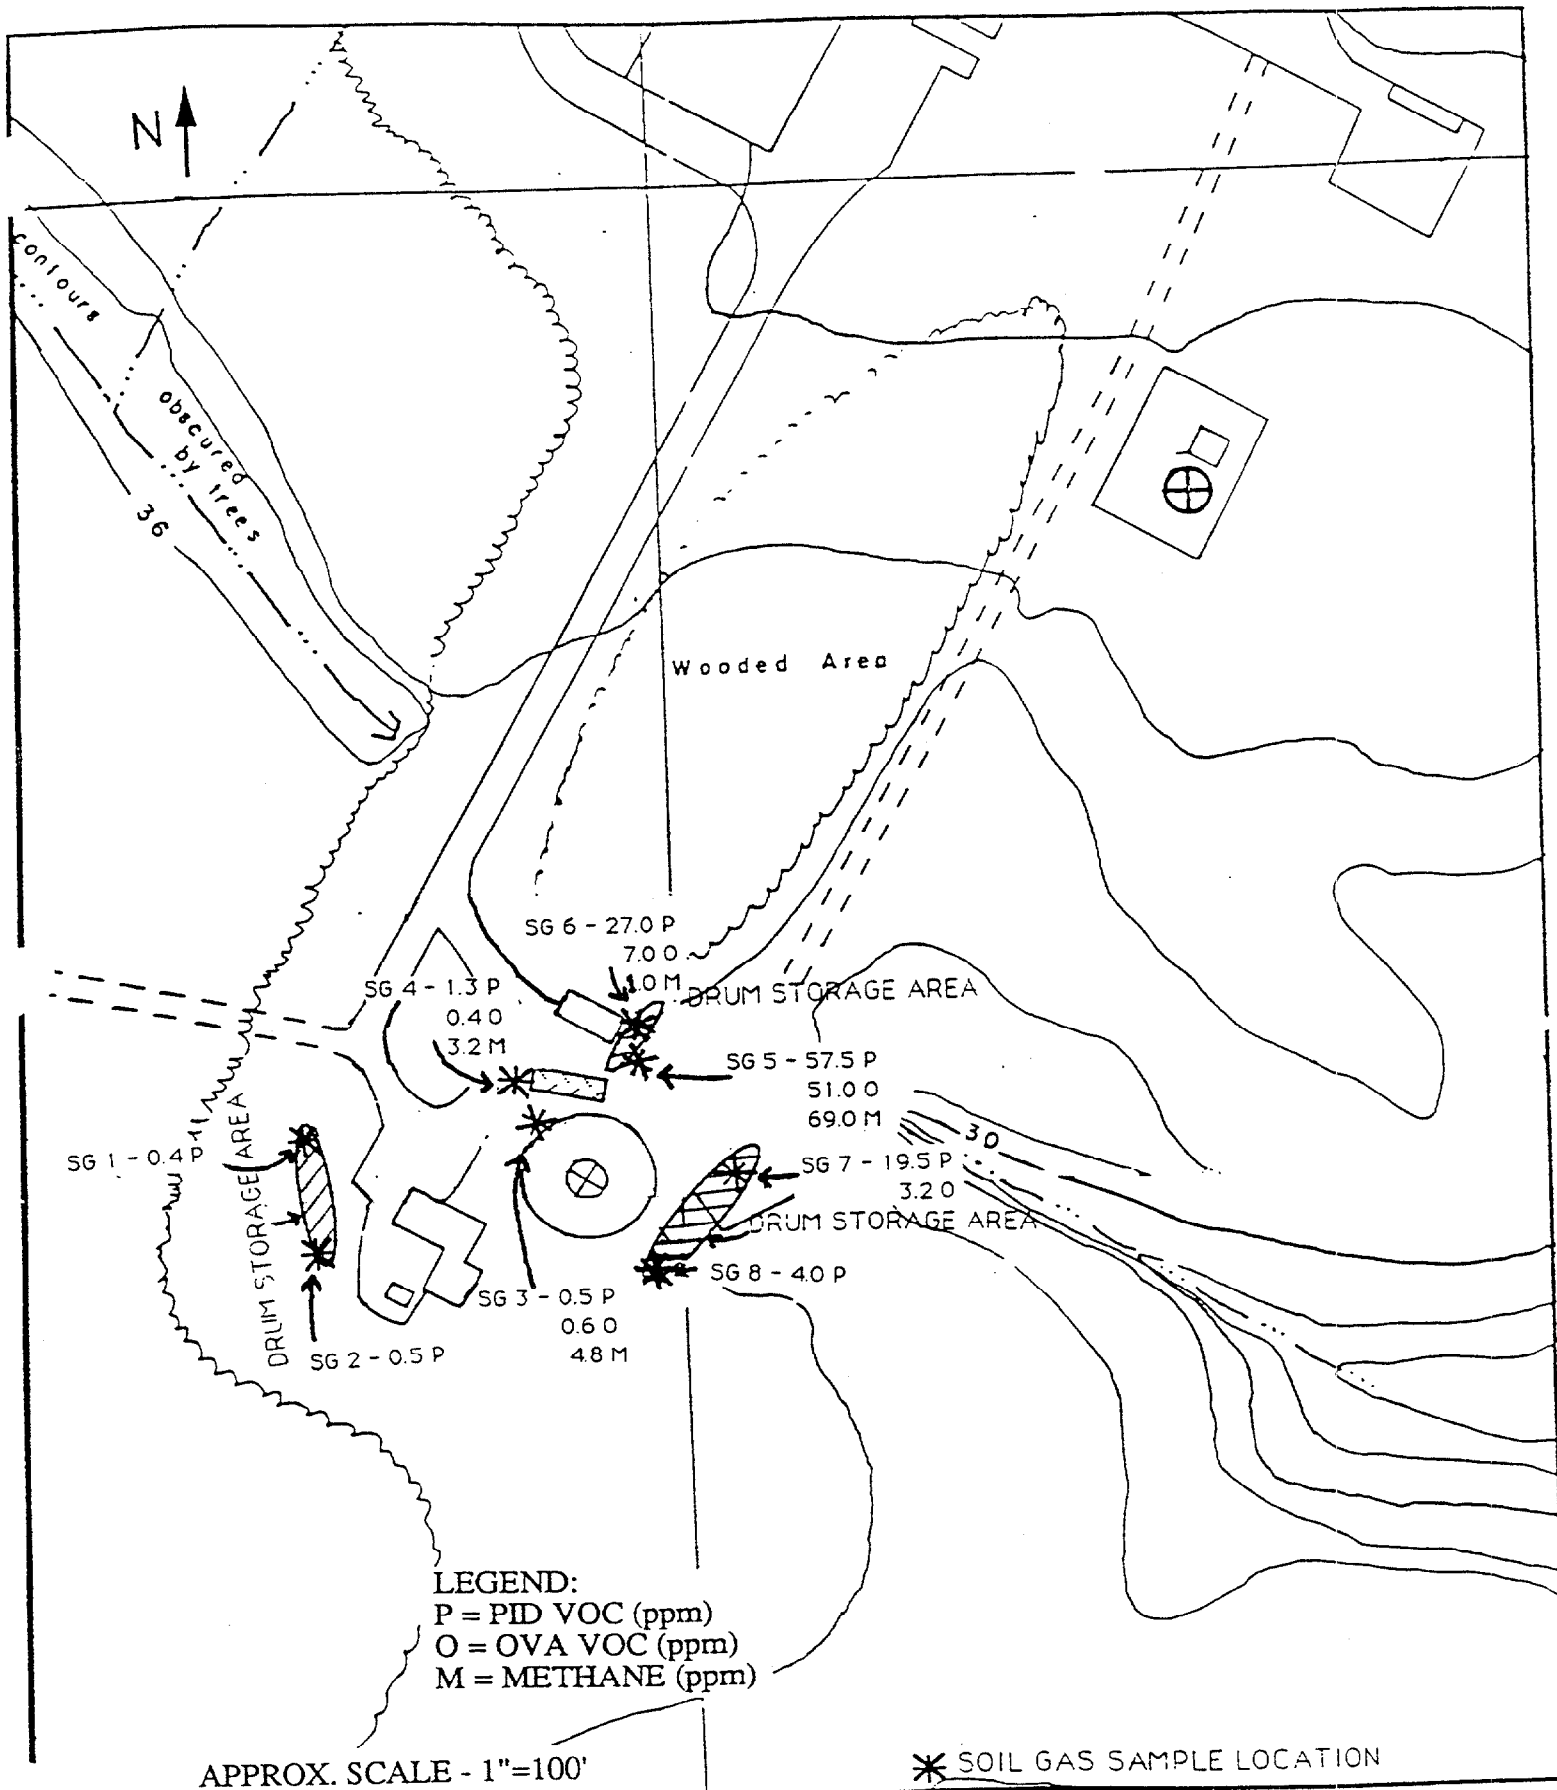 N
contours
obscured
by trees
36
Wooded Area
SG 6 - 27.0 P
7.0 O
1.0 M
DRUM STORAGE AREA
SG 4 - 1.3 P
0.4 O
3.2 M
SG 5 - 57.5 P
51.0 O
69.0 M
30
SG 1 - 0.4 P
DRUM STORAGE AREA
SG 7 - 19.5 P
3.2 O
DRUM STORAGE AREA
SG 8 - 4.0 P
SG 3 - 0.5 P
0.6 O
4.8 M
SG 2 - 0.5 P
LEGEND:
P = PID VOC (ppm)
O = OVA VOC (ppm)
M = METHANE (ppm)
APPROX. SCALE - 1"=100'
SOIL GAS SAMPLE LOCATION